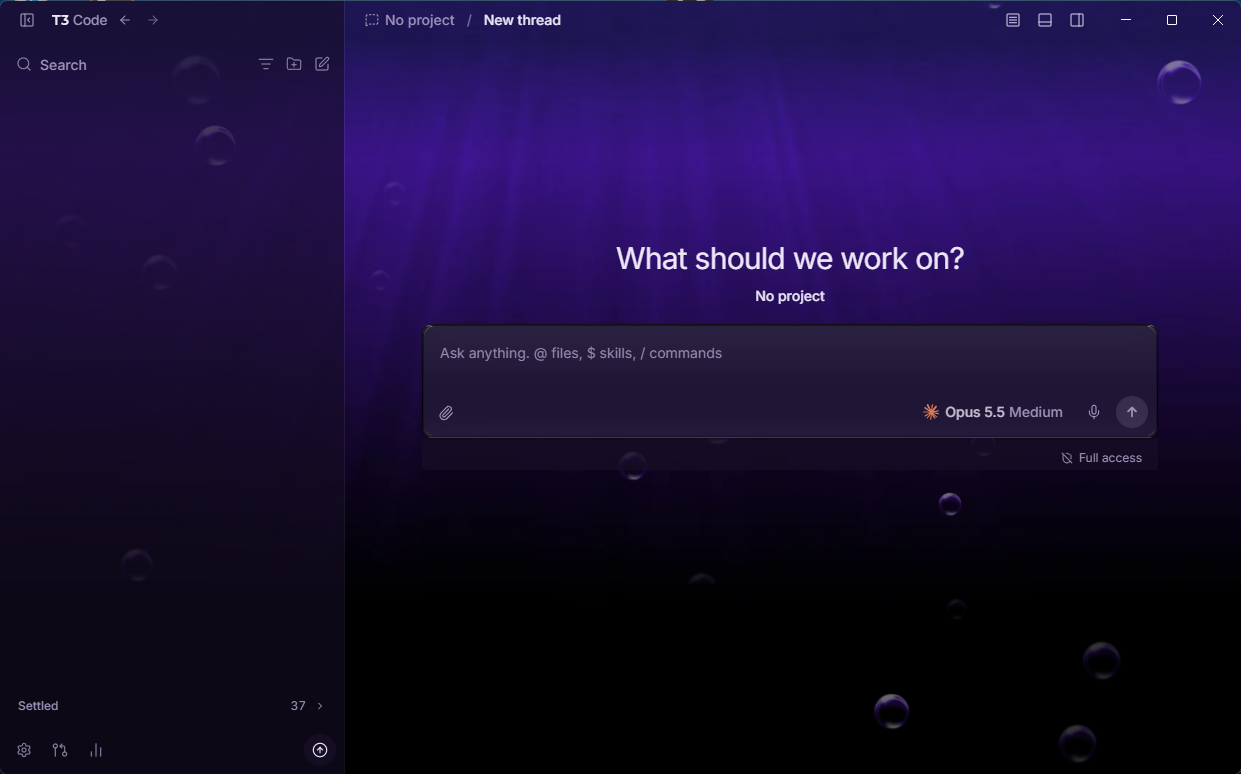 T3 Code
No project / New thread
Search
What should we work on?
No project
Ask anything. @ files, $ skills, / commands
Opus 5.5 Medium
Full access
Settled 37